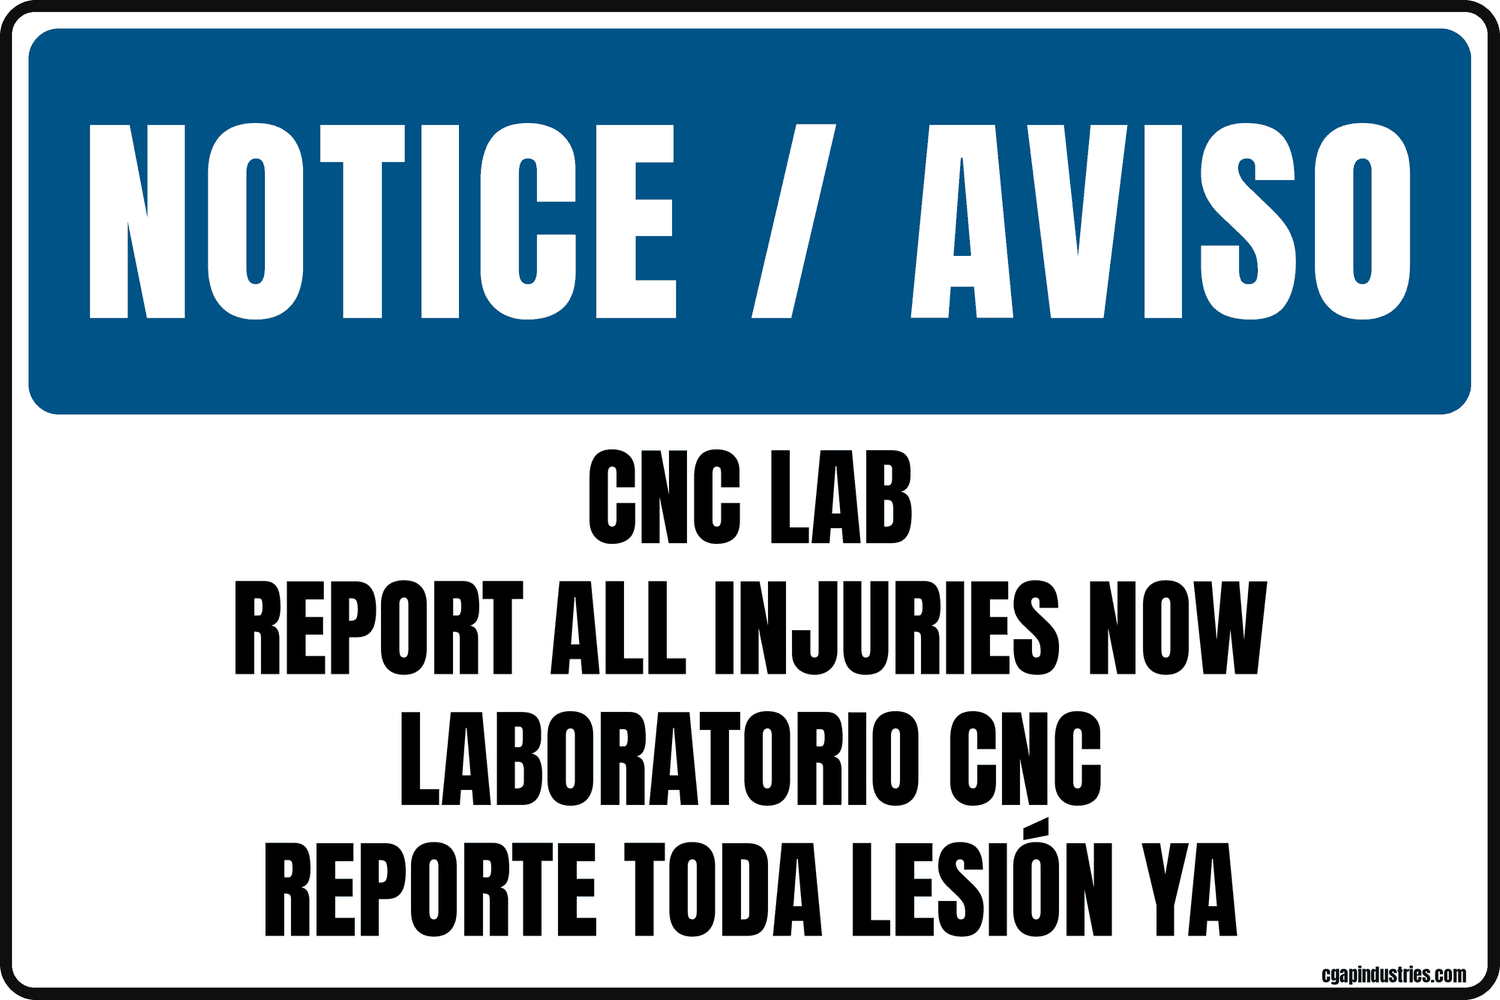 NOTICE / AVISO
CNC LAB
REPORT ALL INJURIES NOW
LABORATORIO CNC
REPORTE TODA LESIÓN YA
cgapindustries.com